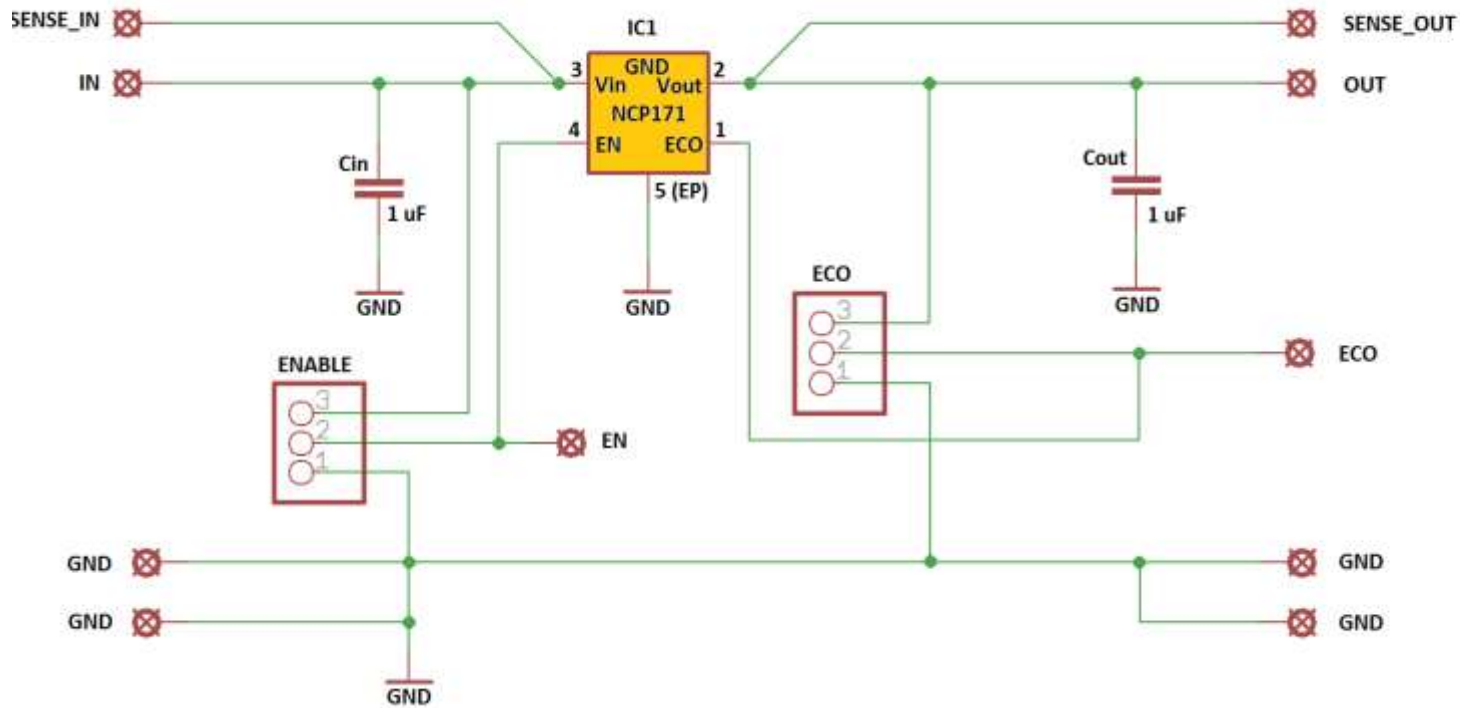 SENSE_IN
IC1
SENSE_OUT
IN
3
GND
2
Vin
Vout
OUT
NCP171
4
EN
ECO
1
Cin
1 uF
5 (EP)
Cout
1 uF
GND
GND
GND
ECO
3
2
1
ECO
ENABLE
3
2
1
EN
GND
GND
GND
GND
GND